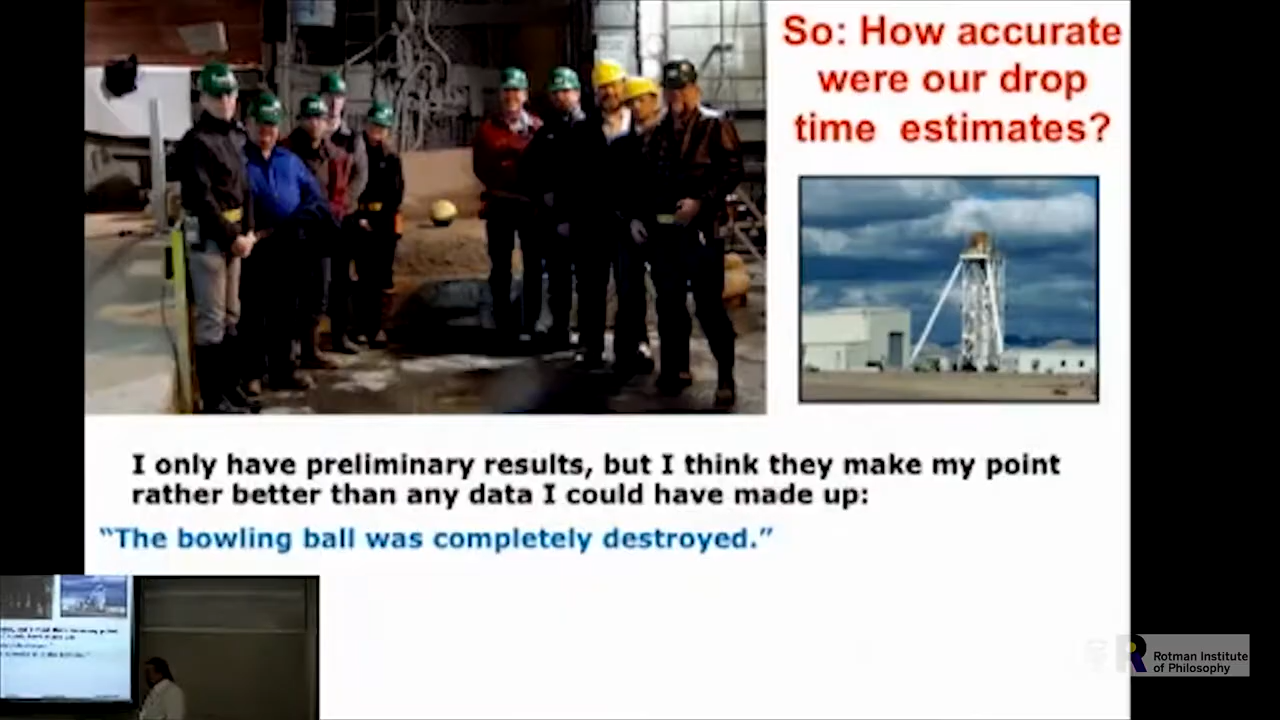 So: How accurate
were our drop
time estimates?
I only have preliminary results, but I think they make my point
rather better than any data I could have made up:
“The bowling ball was completely destroyed.”
Rotman Institute
of Philosophy